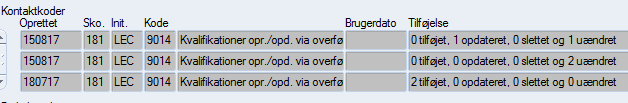 Kontaktkoder
Oprettet Sko. Init. Kode Brugerdato Tilføjelse
150817 181 LEC 9014 Kvalifikationer opr./opd. via overfø 0 tilføjet, 1 opdateret, 0 slettet og 1 uændret
150817 181 LEC 9014 Kvalifikationer opr./opd. via overfø 0 tilføjet, 0 opdateret, 0 slettet og 2 uændret
180717 181 LEC 9014 Kvalifikationer opr./opd. via overfø 2 tilføjet, 0 opdateret, 0 slettet og 0 uændret